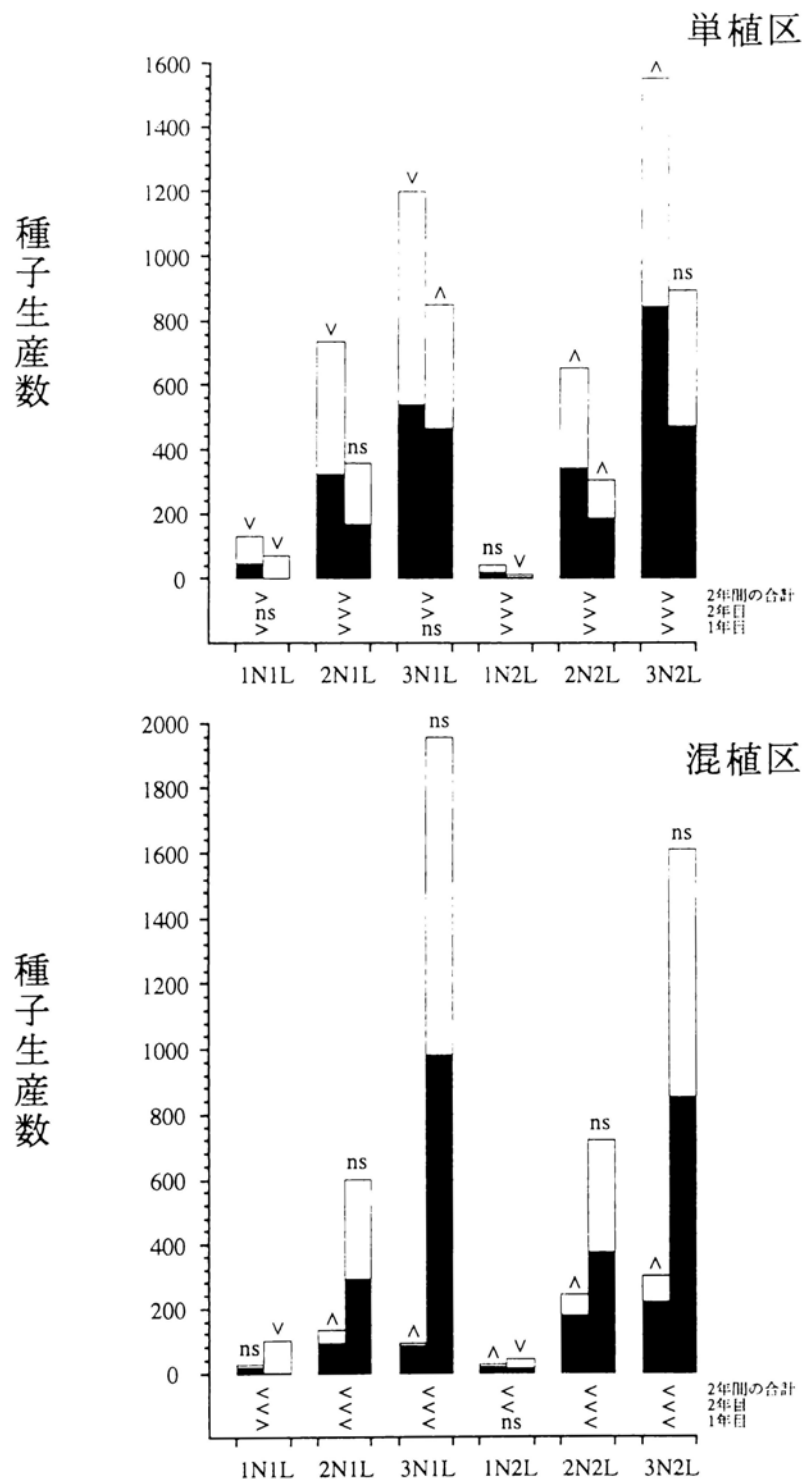 単植区
種子生産数
1600
1400
1200
1000
800
600
400
200
0
∨ ∨ ∨ ns ∨ ∧ ns ∨ ∧ ∧ ∧ ns
> > > > > > 2年間の合計
ns > > > > > 2年目
> > ns > > > 1年目
1N1L 2N1L 3N1L 1N2L 2N2L 3N2L
混植区
種子生産数
2000
1800
1600
1400
1200
1000
800
600
400
200
0
ns ∨ ∧ ns ∧ ns ∧ ∨ ∧ ns ∧ ns
< < < < < < 2年間の合計
< < < < < < 2年目
> < < ns < < 1年目
1N1L 2N1L 3N1L 1N2L 2N2L 3N2L